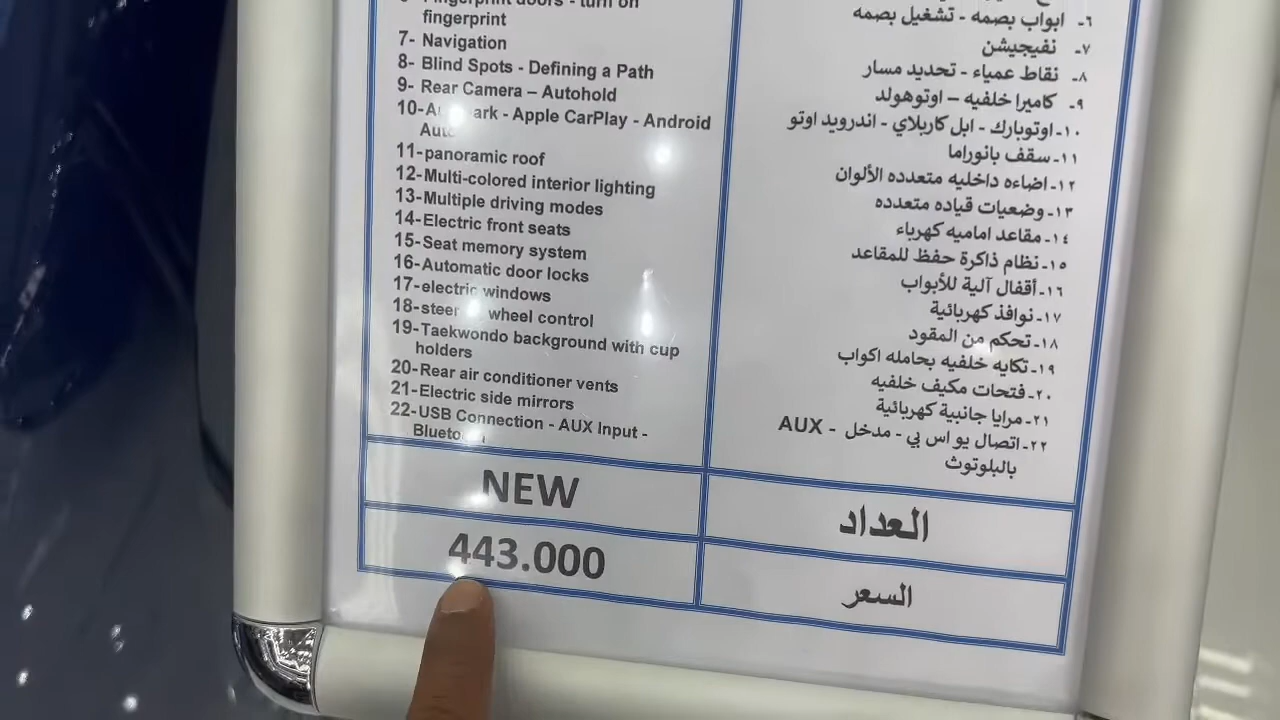 fingerprint
7- Navigation
8- Blind Spots - Defining a Path
9- Rear Camera – Autohold
10- - Apple CarPlay - Android
11-panoramic roof
12-Multi-colored interior lighting
13-Multiple driving modes
14-Electric front seats
15-Seat memory system
16-Automatic door locks
17-electric windows
18- wheel control
19-Taekwondo background with cup
holders
20-Rear air conditioner vents
21-Electric side mirrors
22-USB Connection - AUX Input -
NEW
443.000
٦- ابواب بصمه - تشغيل بصمه
٧- نفيجيشن
٨- نقاط عمياء - تحديد مسار
٩- كاميرا خلفيه – اوتوهولد
١٠-اوتوبارك - ابل كاربلاي - اندرويد اوتو
١١-سقف بانوراما
١٢-اضاءه داخليه متعدده الألوان
١٣-وضعيات قياده متعدده
١٤-مقاعد اماميه كهرباء
١٥-نظام ذاكرة حفظ للمقاعد
١٦-أقفال آلية للأبواب
١٧-نوافذ كهربائية
١٨-تحكم من المقود
١٩-تكايه خلفيه بحامله اكواب
٢٠-فتحات مكيف خلفيه
٢١-مرايا جانبية كهربائية
٢٢-اتصال يو اس بي - مدخل AUX -
بالبلوتوث
العداد
السعر